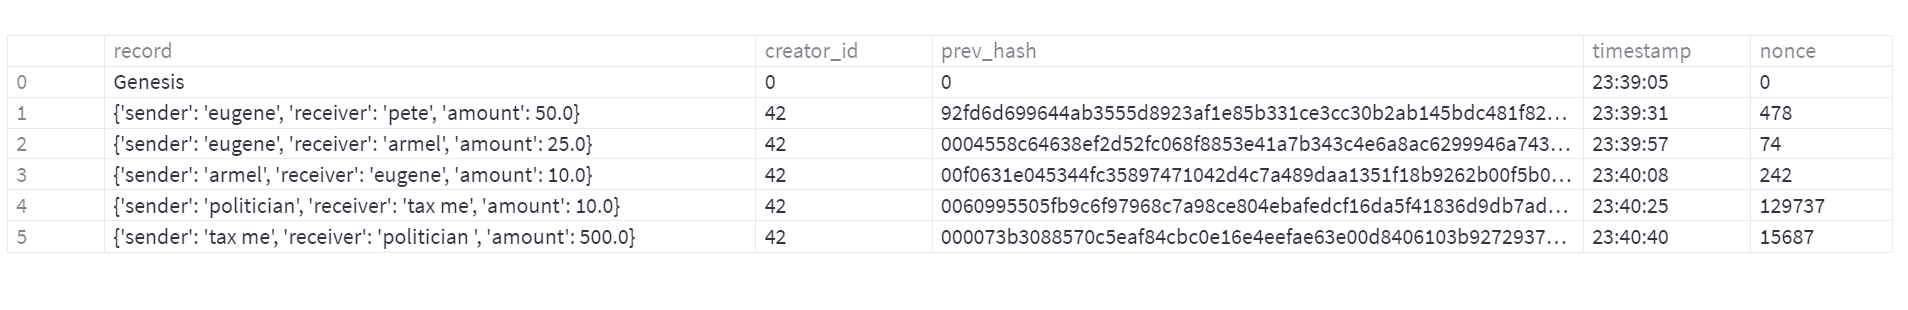 record creator_id prev_hash timestamp nonce
0 Genesis 0 0 23:39:05 0
1 {'sender': 'eugene', 'receiver': 'pete', 'amount': 50.0} 42 92fd6d699644ab3555d8923af1e85b331ce3cc30b2ab145bdc481f82... 23:39:31 478
2 {'sender': 'eugene', 'receiver': 'armel', 'amount': 25.0} 42 0004558c64638ef2d52fc068f8853e41a7b343c4e6a8ac6299946a743... 23:39:57 74
3 {'sender': 'armel', 'receiver': 'eugene', 'amount': 10.0} 42 00f0631e045344fc35897471042d4c7a489daa1351f18b9262b00f5b0... 23:40:08 242
4 {'sender': 'politician', 'receiver': 'tax me', 'amount': 10.0} 42 0060995505fb9c6f97968c7a98ce804ebafedcf16da5f41836d9db7ad... 23:40:25 129737
5 {'sender': 'tax me', 'receiver': 'politician ', 'amount': 500.0} 42 000073b3088570c5eaf84cbc0e16e4eefae63e00d8406103b9272937... 23:40:40 15687